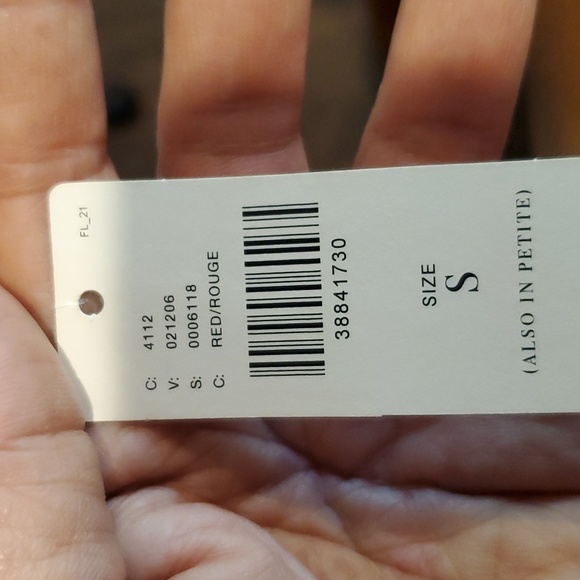 FL_21
C: 4112
V: 021206
S: 0006118
C: RED/ROUGE
38841730
SIZE
S
(ALSO IN PETITE)